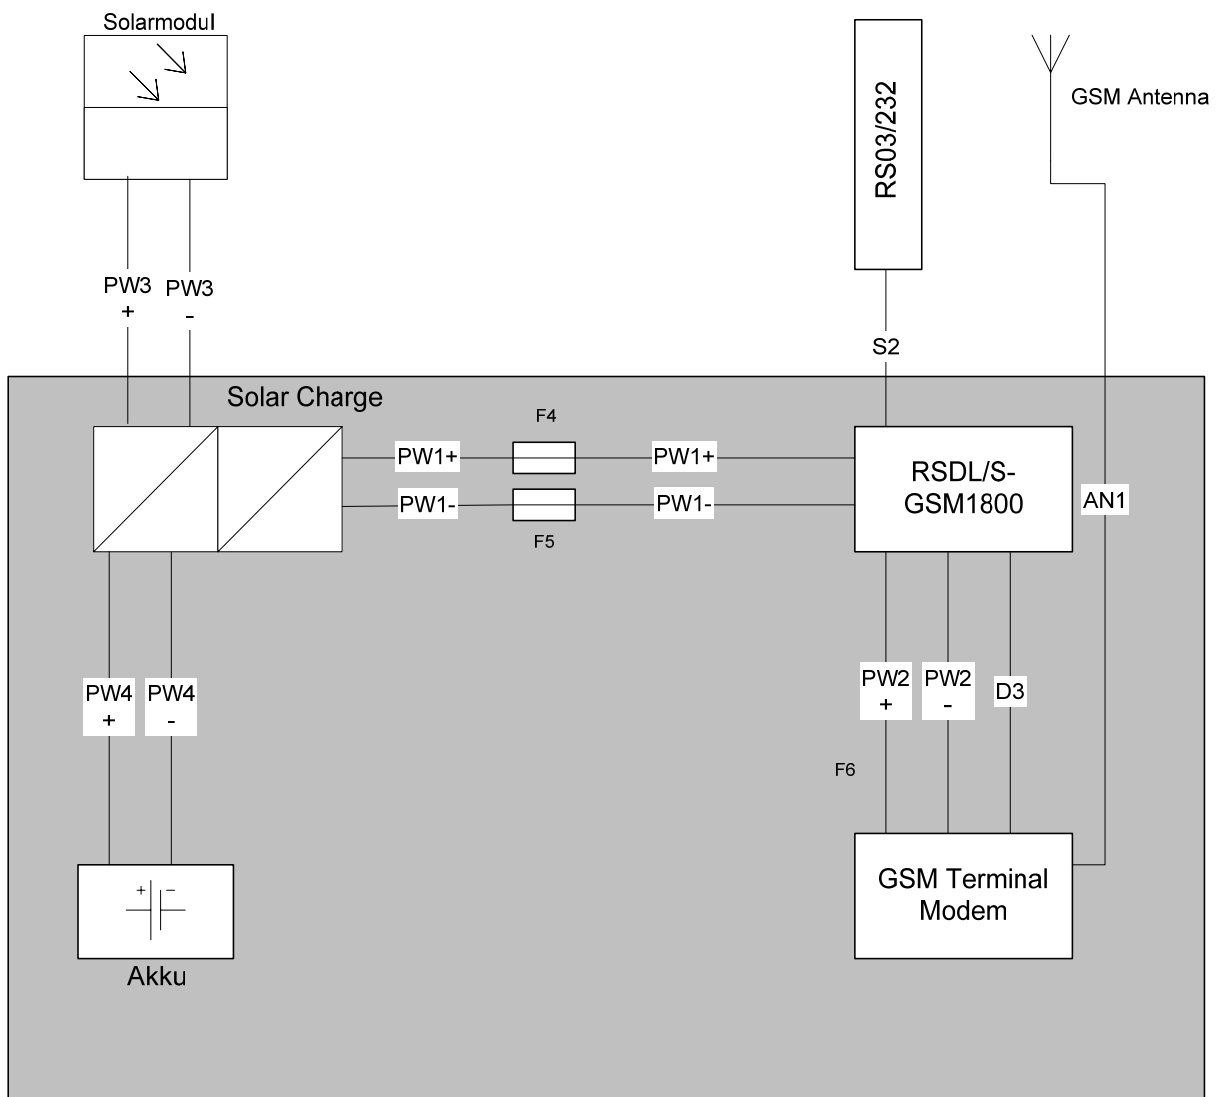 Solarmodul
RS03/232
GSM Antenna
PW3
+
PW3
-
S2
Solar Charge
F4
PW1+
PW1+
RSDL/S-
GSM1800
PW1-
PW1-
AN1
F5
PW4
+
PW4
-
PW2
+
PW2
-
D3
F6
+ -
Akku
GSM Terminal
Modem